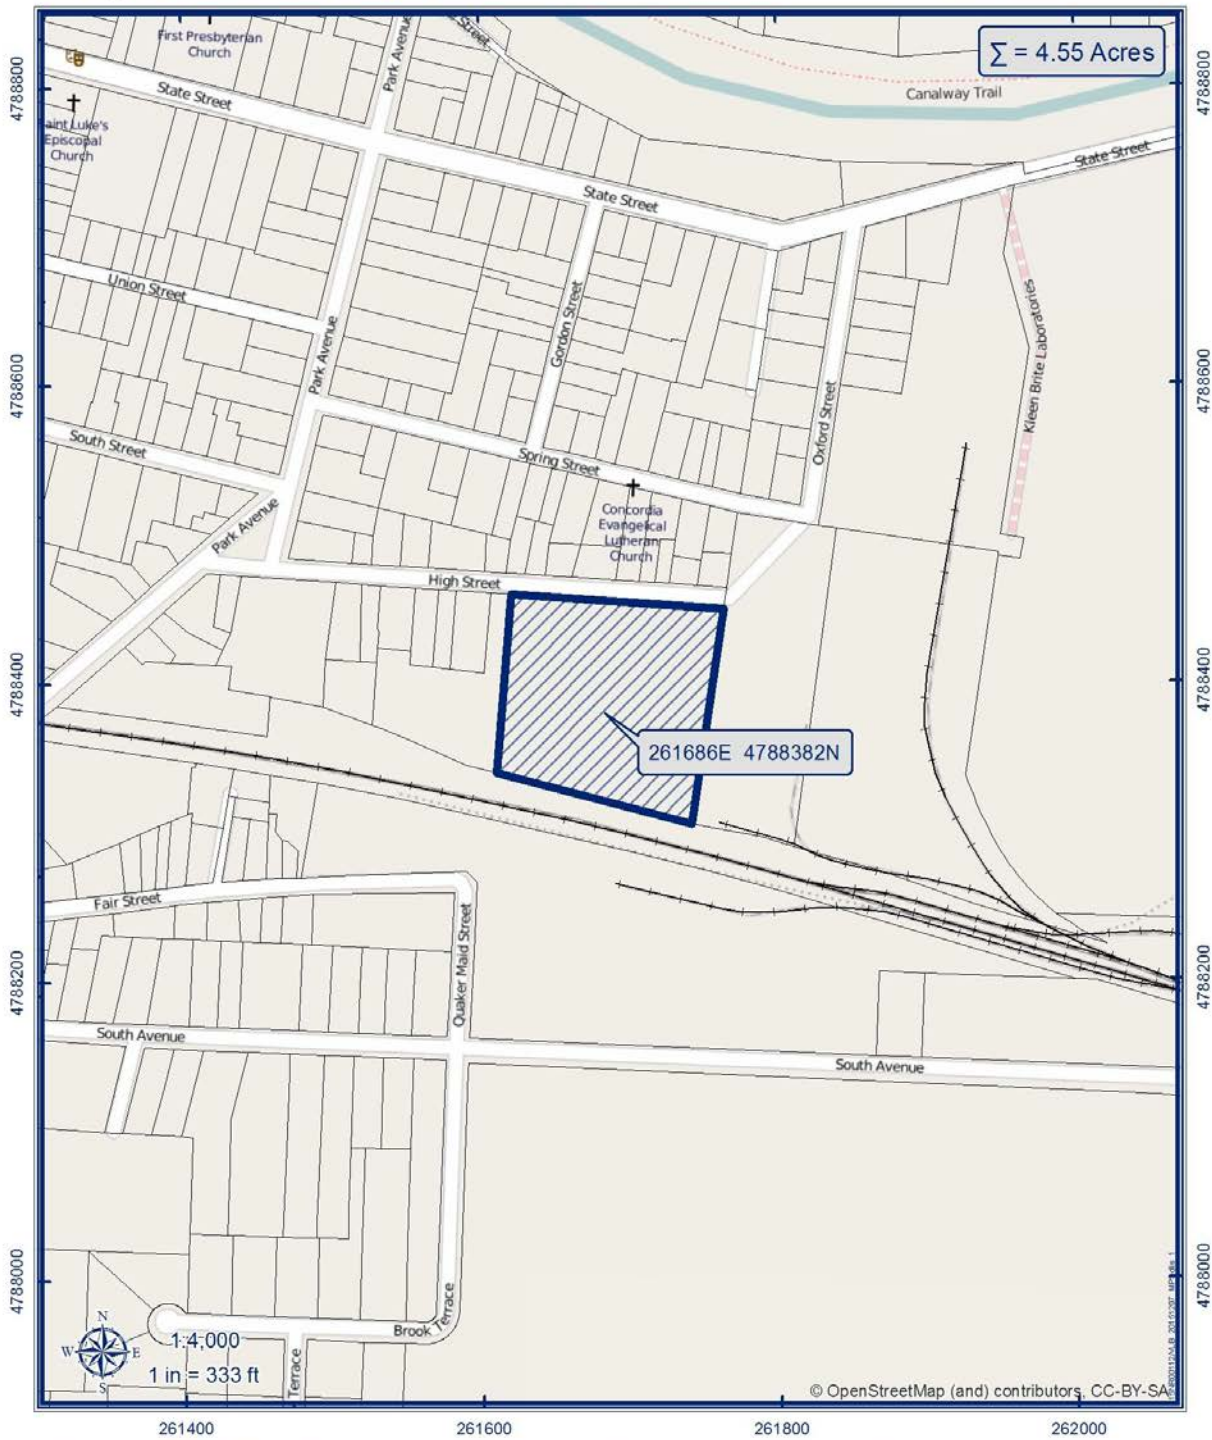 First Presbyterian
Church
Park Avenue
Street
∑ = 4.55 Acres
4788800
4788800
State Street
Canalway Trail
aint Luke's
Episcopal
Church
State Street
State Street
Union Street
Park Avenue
Gordon Street
Kleen Brite Laboratories
4788600
4788600
Oxford Street
South Street
Spring Street
Park Avenue
Concordia
Evangelical
Lutheran
Church
High Street
4788400
4788400
261686E 4788382N
Fair Street
Quaker Maid Street
4788200
4788200
South Avenue
South Avenue
4788000
4788000
Brook Terrace
Terrace
N
W E
S
1:4,000
1 in = 333 ft
© OpenStreetMap (and) contributors, CC-BY-SA
261400
261600
261800
262000